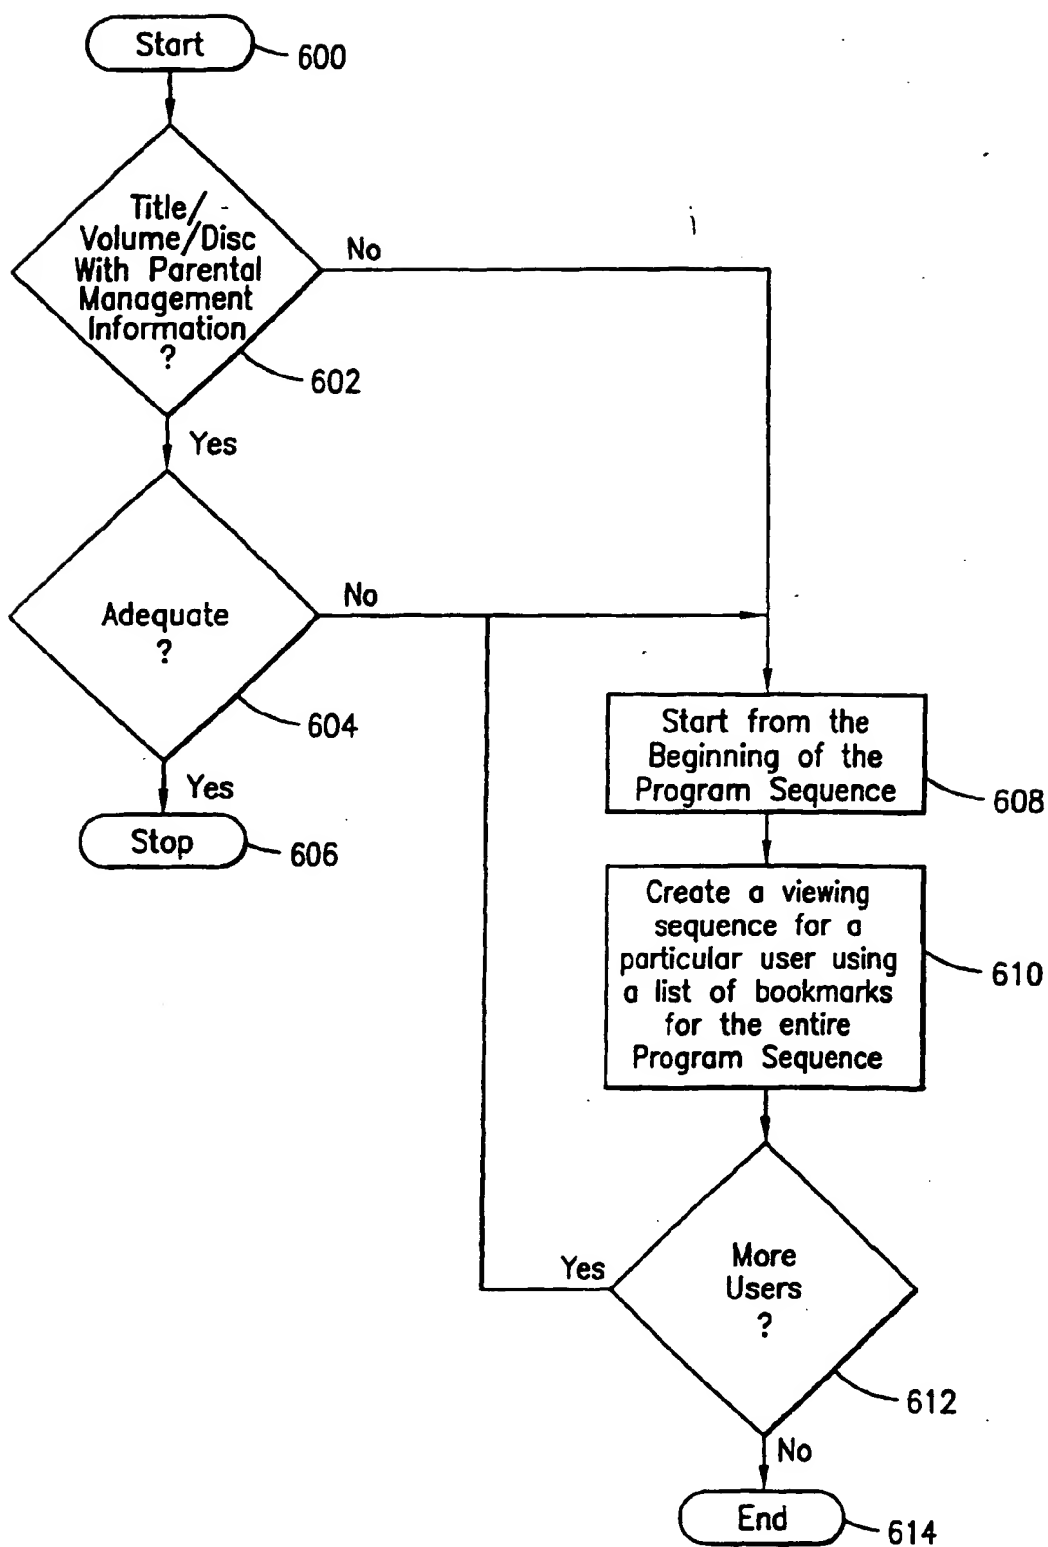 Start
600
Title/
Volume/Disc
With Parental
Management
Information
?
No
602
Yes
Adequate
?
No
604
Yes
Stop
606
Start from the
Beginning of the
Program Sequence
608
Create a viewing
sequence for a
particular user using
a list of bookmarks
for the entire
Program Sequence
610
More
Users
?
Yes
612
No
End
614